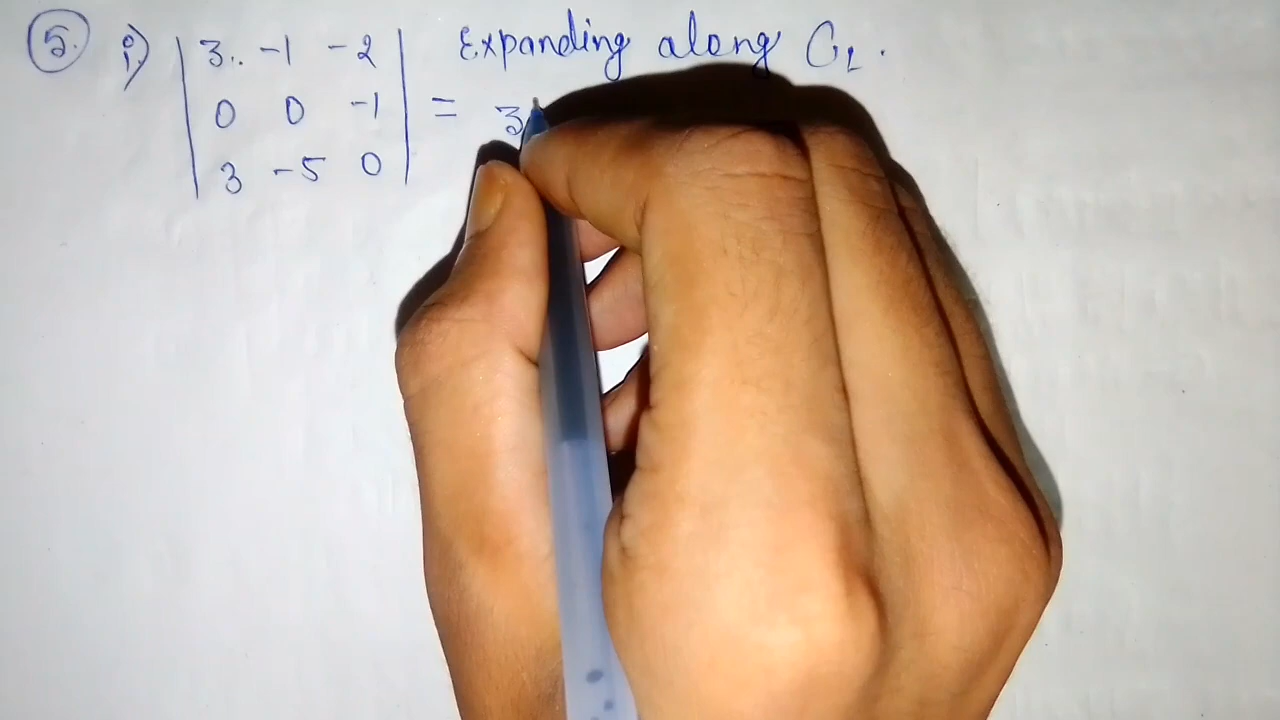 5. i) | 3 -1 -2 | Expanding along C1.
| 0 0 -1 | = 3
| 3 -5 0 |